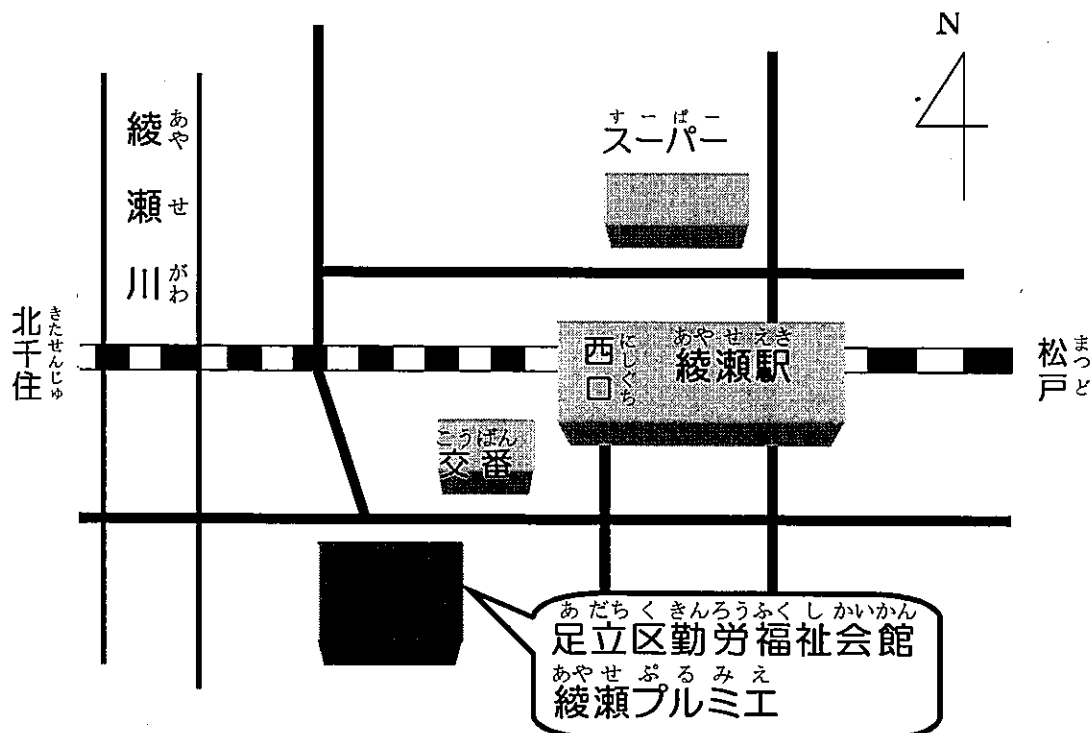 N
すーぱー
スーパー
あやせがわ
綾瀬川
きたせんじゅ
北千住
にしぐち
西口
あやせえき
綾瀬駅
まつど
松戸
こうばん
交番
あだちくきんろうふくしかいかん
足立区勤労福祉会館
あやせぷるみえ
綾瀬プルミエ